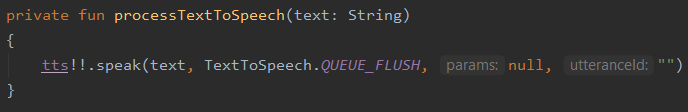 private fun processTextToSpeech(text: String)
{
    tts!!.speak(text, TextToSpeech.QUEUE_FLUSH, params: null, utteranceId: "")
}